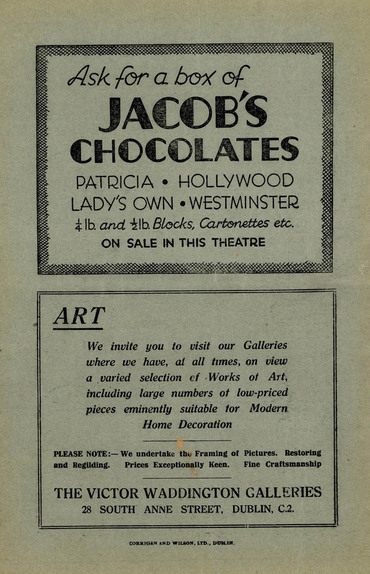 Ask for a box of
JACOB'S
CHOCOLATES
PATRICIA • HOLLYWOOD
LADY'S OWN • WESTMINSTER
¼ lb. and ½ lb. Blocks, Cartonettes etc.
ON SALE IN THIS THEATRE
ART
We invite you to visit our Galleries
where we have, at all times, on view
a varied selection of Works of Art,
including large numbers of low-priced
pieces eminently suitable for Modern
Home Decoration
PLEASE NOTE:— We undertake the Framing of Pictures. Restoring
and Regilding. Prices Exceptionally Keen. Fine Craftsmanship
THE VICTOR WADDINGTON GALLERIES
28 SOUTH ANNE STREET, DUBLIN, C.2.
CORRIGAN AND WILSON, LTD., DUBLIN.